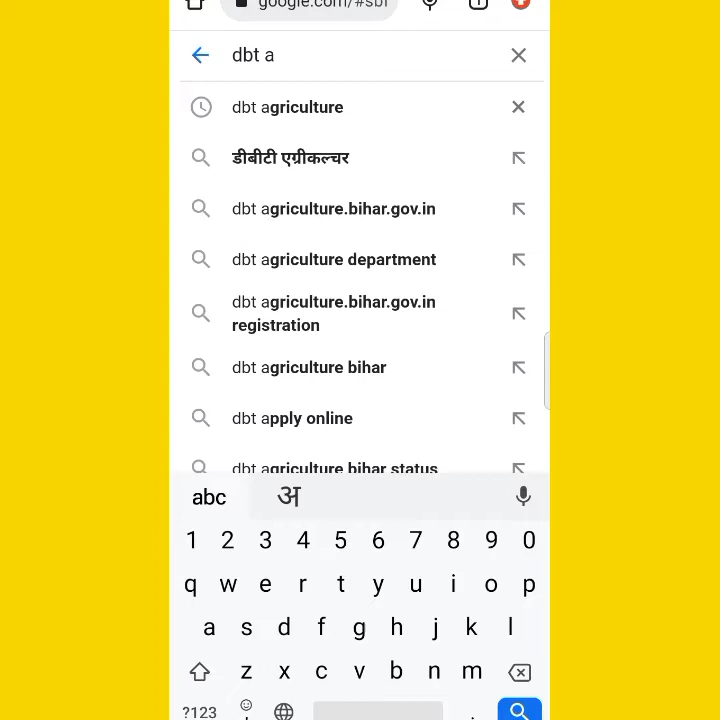 google.com/#sbf
dbt a
dbt agriculture
डीबीटी एग्रीकल्चर
dbt agriculture.bihar.gov.in
dbt agriculture department
dbt agriculture.bihar.gov.in
registration
dbt agriculture bihar
dbt apply online
dbt agriculture bihar status
abc अ
1 2 3 4 5 6 7 8 9 0
q w e r t y u i o p
a s d f g h j k l
z x c v b n m
?123